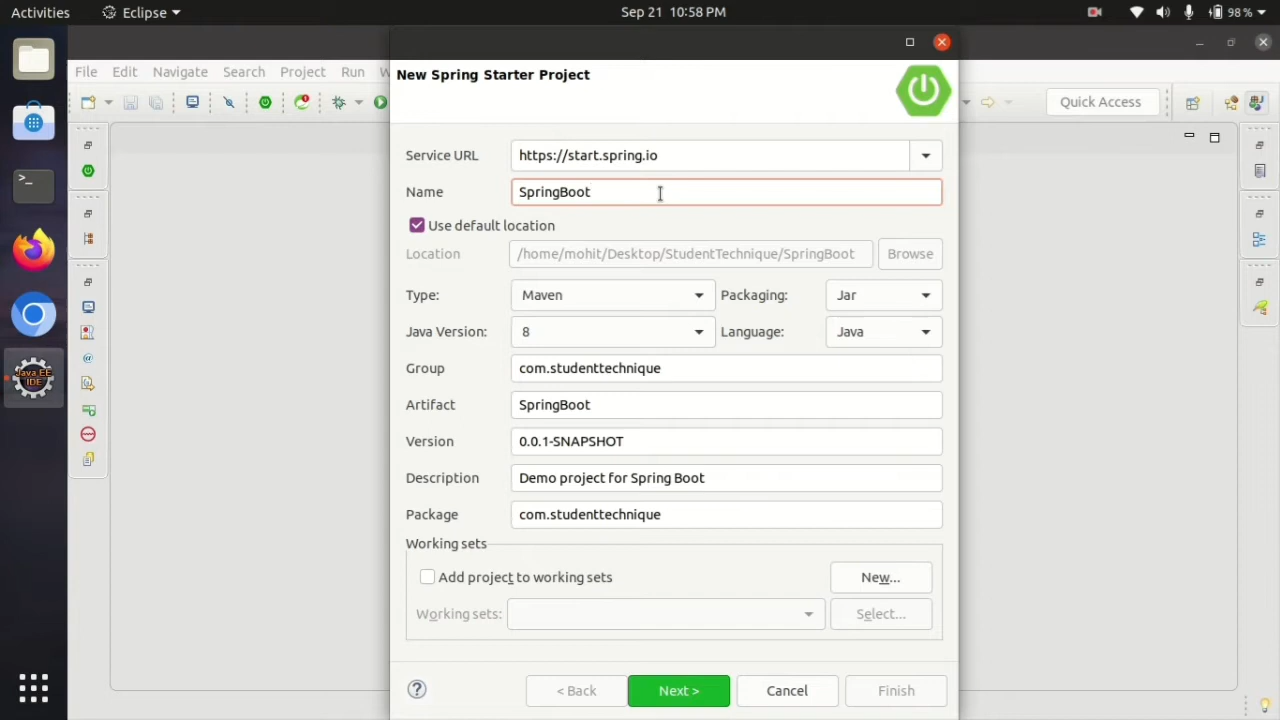 Activities Eclipse Sep 21 10:58 PM 98%
File Edit Navigate Search Project Run W
Quick Access
New Spring Starter Project
Service URL https://start.spring.io
Name SpringBoot
Use default location
Location /home/mohit/Desktop/StudentTechnique/SpringBoot Browse
Type: Maven Packaging: Jar
Java Version: 8 Language: Java
Group com.studenttechnique
Artifact SpringBoot
Version 0.0.1-SNAPSHOT
Description Demo project for Spring Boot
Package com.studenttechnique
Working sets
Add project to working sets New...
Working sets: Select...
< Back Next > Cancel Finish
Java EE
IDE